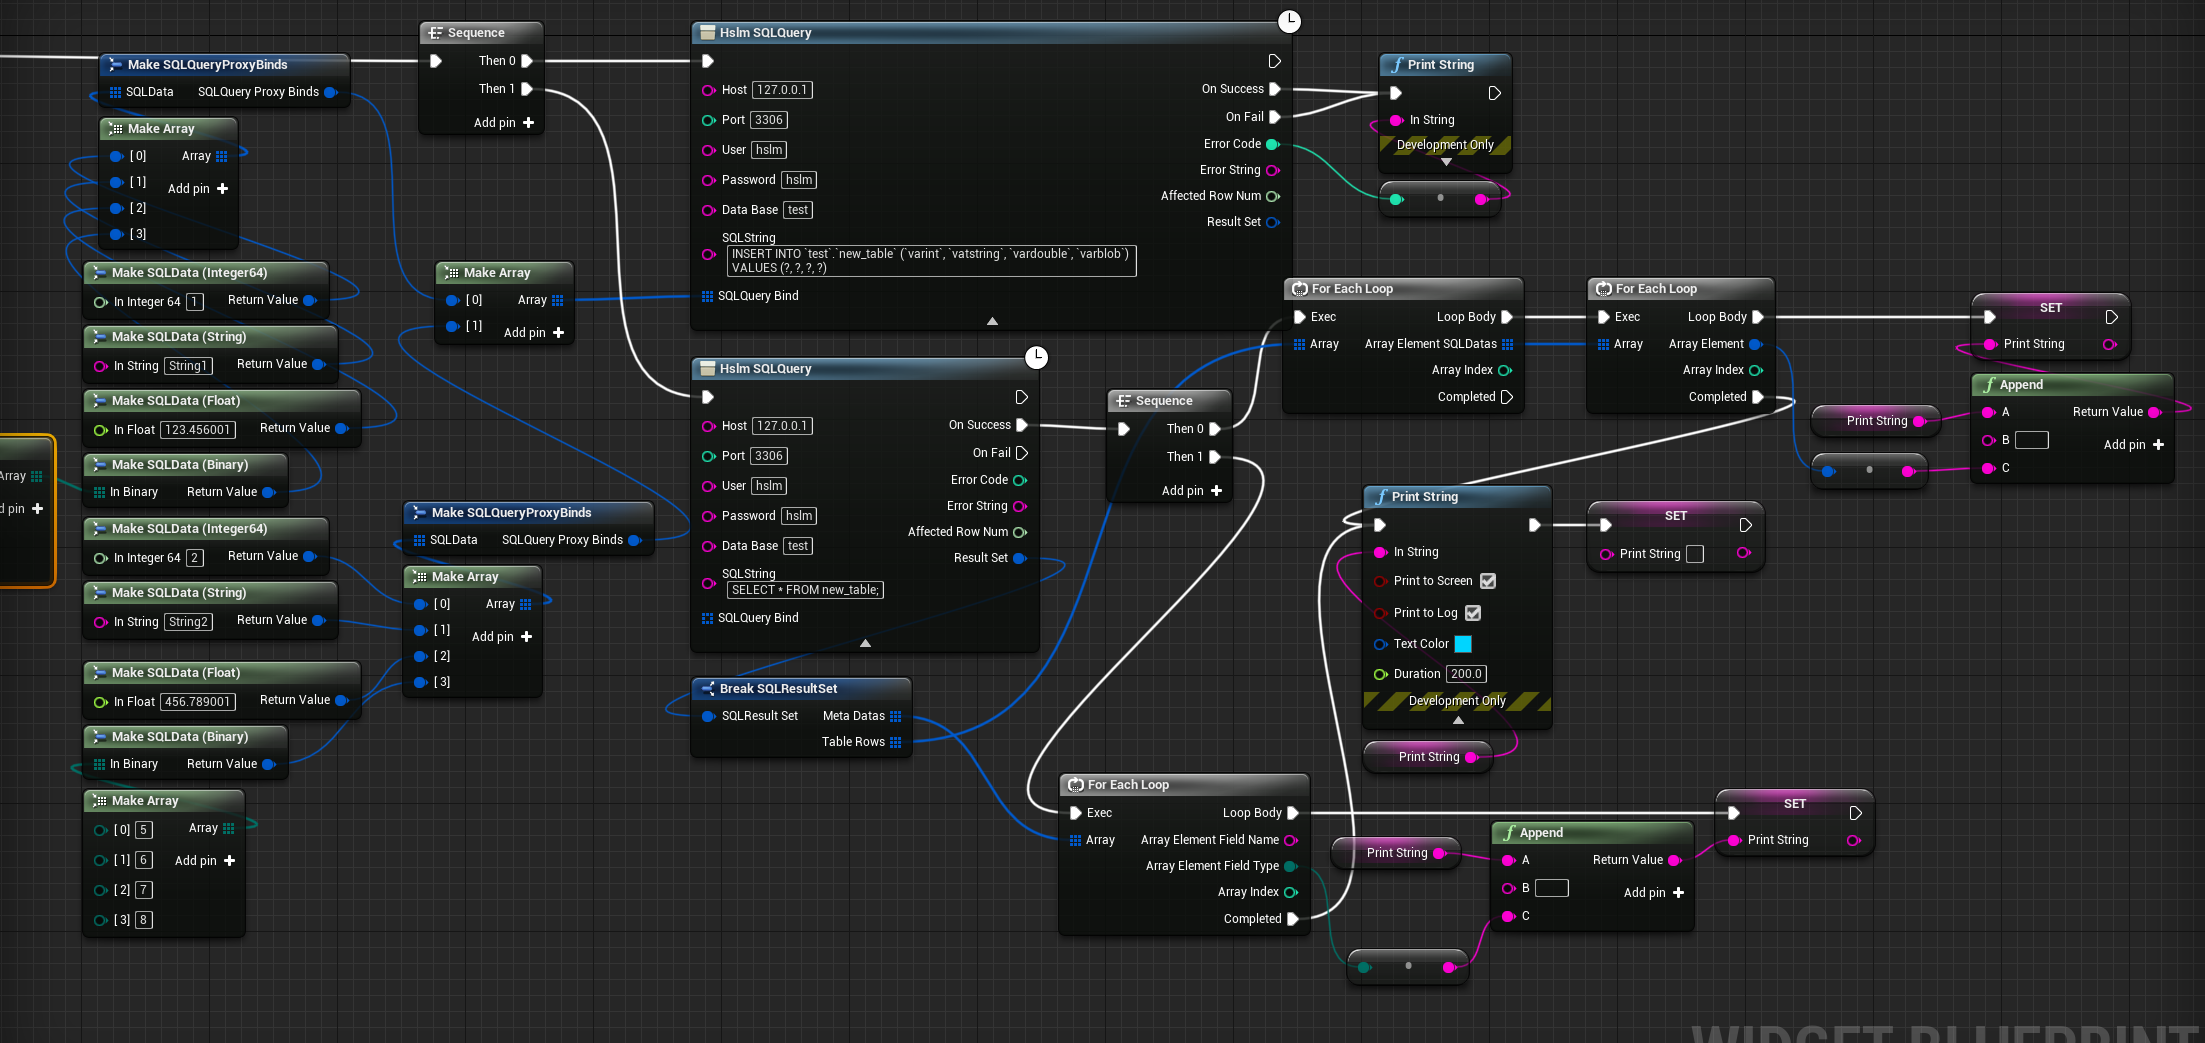 Make SQLQueryProxyBinds
SQLData SQLQuery Proxy Binds
Make Array
[0] Array
[1]
Add pin +
[2]
[3]
Make SQLData (Integer64)
In Integer 64 1 Return Value
Make SQLData (String)
In String String1 Return Value
Make SQLData (Float)
In Float 123.456001 Return Value
Make SQLData (Binary)
In Binary Return Value
Array
d pin +
Make SQLData (Integer64)
In Integer 64 2 Return Value
Make SQLData (String)
In String String2 Return Value
Make SQLData (Float)
In Float 456.789001 Return Value
Make SQLData (Binary)
In Binary Return Value
Make Array
[0] 5 Array
[1] 6 Add pin +
[2] 7
[3] 8
Sequence
Then 0
Then 1
Add pin +
Make Array
[0] Array
[1] Add pin +
Make SQLQueryProxyBinds
SQLData SQLQuery Proxy Binds
Make Array
[0] Array
[1] Add pin +
[2]
[3]
Hslm SQLQuery
Host 127.0.0.1 On Success
Port 3306 On Fail
User hslm Error Code
Error String
Password hslm
Affected Row Num
Data Base test
Result Set
SQLString
INSERT INTO `test`.`new_table` (`varint`, `vatstring`, `vardouble`, `varblob`)
VALUES (?, ?, ?, ?)
SQLQuery Bind
Print String
In String
Development Only
Hslm SQLQuery
Host 127.0.0.1 On Success
Port 3306 On Fail
User hslm Error Code
Error String
Password hslm
Affected Row Num
Data Base test
Result Set
SQLString
SELECT * FROM new_table;
SQLQuery Bind
Break SQLResultSet
SQLResult Set Meta Datas
Table Rows
Sequence
Then 0
Then 1
Add pin +
For Each Loop
Exec Loop Body
Array Array Element SQLDatas
Array Index
Completed
For Each Loop
Exec Loop Body
Array Array Element
Array Index
Completed
SET
Print String
Append
A Return Value
B Add pin +
C
Print String
Print String
In String
Print to Screen
Print to Log
Text Color
Duration 200.0
Development Only
Print String
SET
Print String
For Each Loop
Exec Loop Body
Array Array Element Field Name
Array Element Field Type
Array Index
Completed
Print String
Append
A Return Value
B Add pin +
C
SET
Print String
WIDGET BLUEPRINT